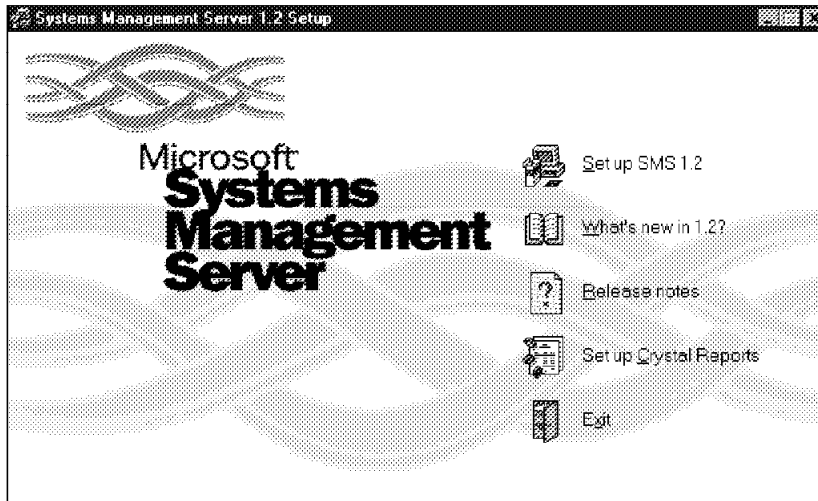 Systems Management Server 1.2 Setup
Microsoft
Systems
Management
Server
Set up SMS 1.2
What's new in 1.2?
Release notes
Set up Crystal Reports
Exit